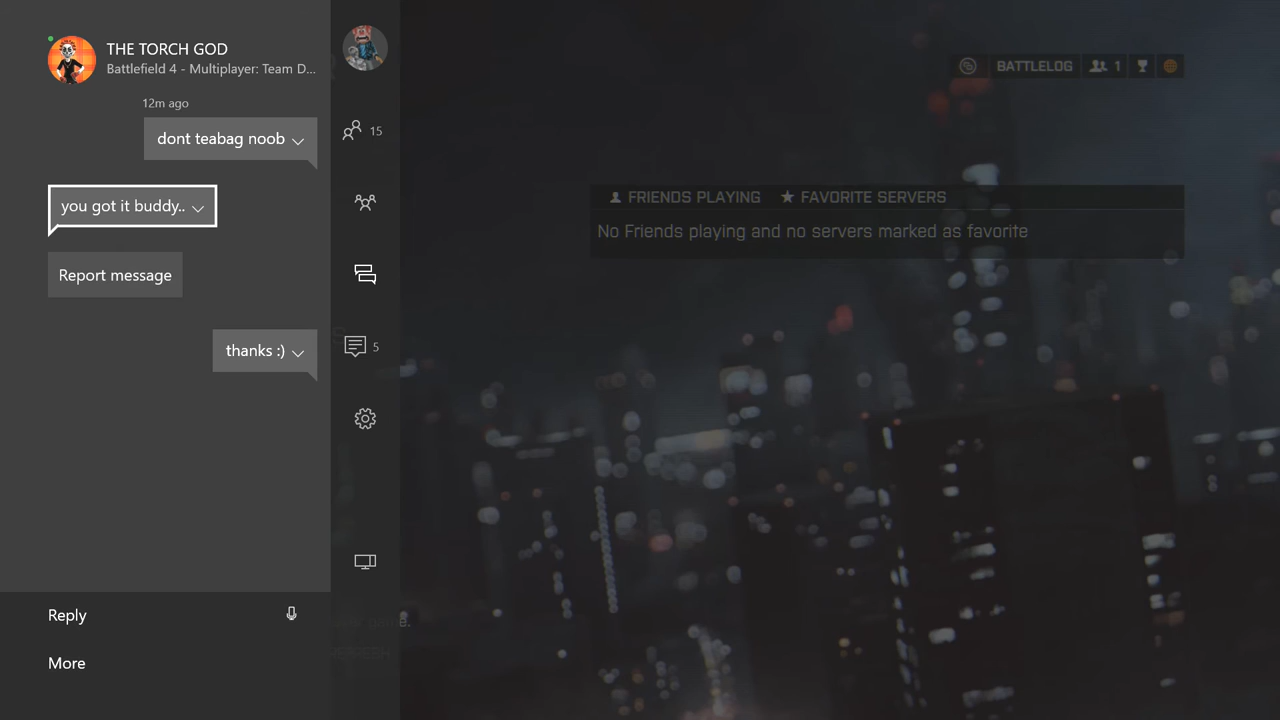 THE TORCH GOD
Battlefield 4 - Multiplayer: Team D...
12m ago
dont teabag noob
you got it buddy..
Report message
thanks :)
Reply
More
15
5
BATTLELOG
1
FRIENDS PLAYING
FAVORITE SERVERS
No Friends playing and no servers marked as favorite